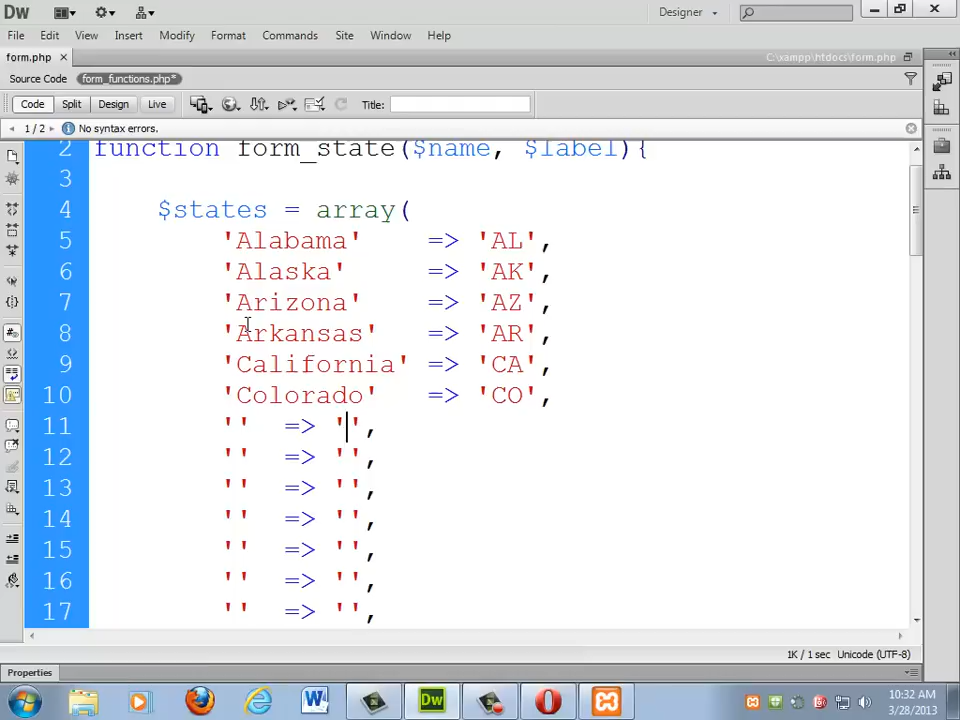 Dw
Designer
File Edit View Insert Modify Format Commands Site Window Help
form.php
C:\xampp\htdocs\form.php
Source Code form_functions.php*
Code Split Design Live Title:
1/2 No syntax errors.
2 function form_state($name, $label){
3
4 $states = array(
5 'Alabama' => 'AL',
6 'Alaska' => 'AK',
7 'Arizona' => 'AZ',
8 'Arkansas' => 'AR',
9 'California' => 'CA',
10 'Colorado' => 'CO',
11 '' => '',
12 '' => '',
13 '' => '',
14 '' => '',
15 '' => '',
16 '' => '',
17 '' => '',
1K / 1 sec Unicode (UTF-8)
Properties
W Dw
10:32 AM
3/28/2013